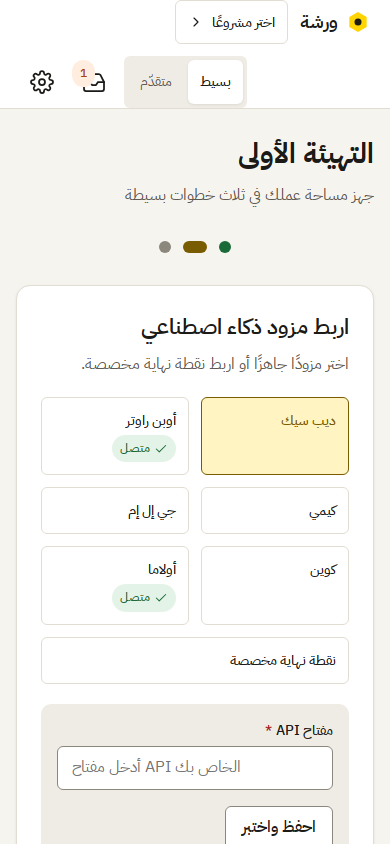 ورشة
اختر مشروعًا
بسيط
متقدّم
1
التهيئة الأولى
جهز مساحة عملك في ثلاث خطوات بسيطة
اربط مزود ذكاء اصطناعي
اختر مزودًا جاهزًا أو اربط نقطة نهاية مخصصة.
ديب سيك
أوبن راوتر
متصل
كيمي
جي إل إم
كوين
أولاما
متصل
نقطة نهاية مخصصة
مفتاح API *
الخاص بك API أدخل مفتاح
احفظ واختبر